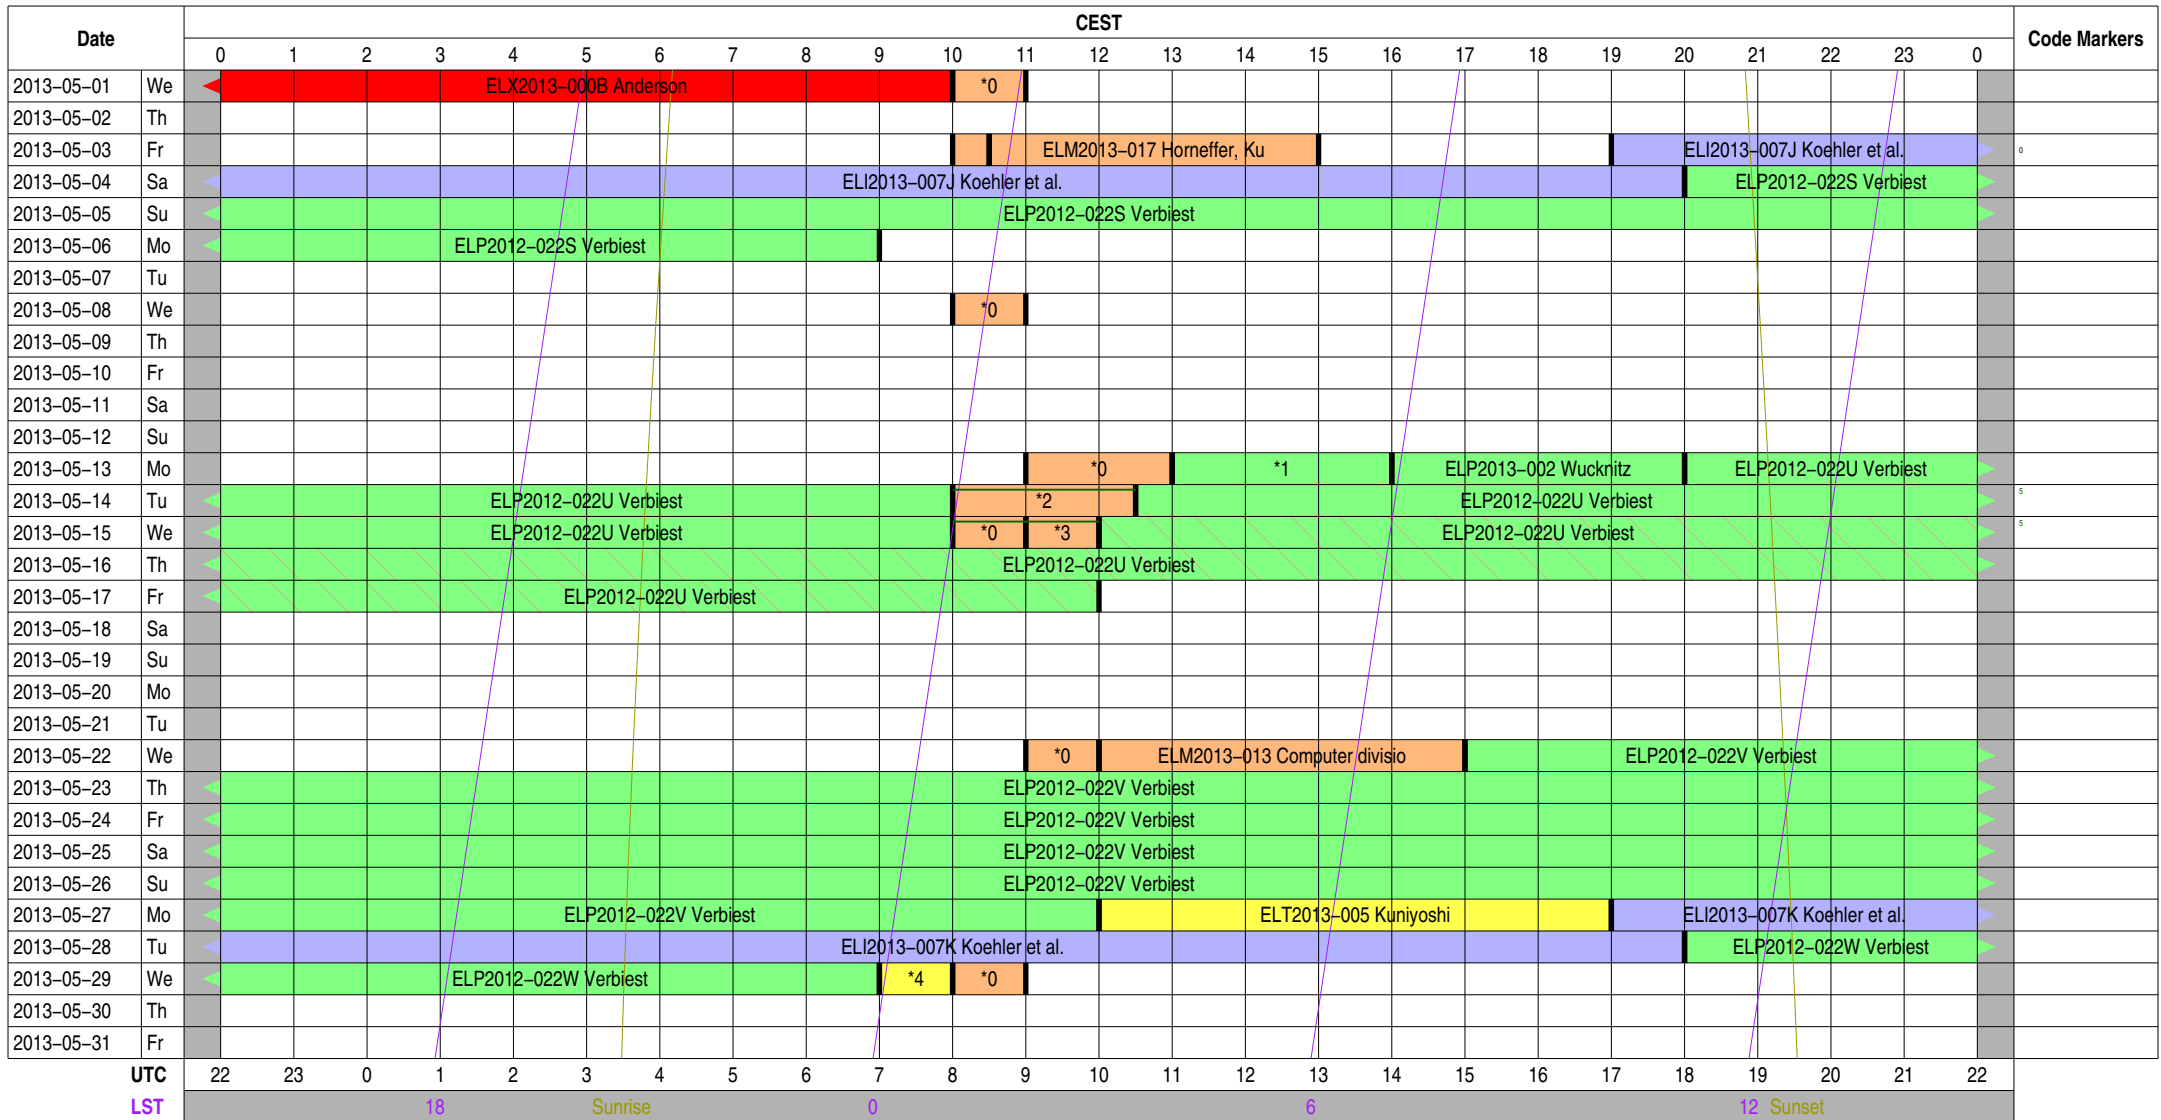 Date CEST Code Markers
0 1 2 3 4 5 6 7 8 9 10 11 12 13 14 15 16 17 18 19 20 21 22 23 0
2013-05-01 We ELX2013-000B Anderson *0
2013-05-02 Th
2013-05-03 Fr ELM2013-017 Horneffer, Ku ELI2013-007J Koehler et al. 0
2013-05-04 Sa ELI2013-007J Koehler et al. ELP2012-022S Verbiest
2013-05-05 Su ELP2012-022S Verbiest
2013-05-06 Mo ELP2012-022S Verbiest
2013-05-07 Tu
2013-05-08 We *0
2013-05-09 Th
2013-05-10 Fr
2013-05-11 Sa
2013-05-12 Su
2013-05-13 Mo *0 *1 ELP2013-002 Wucknitz ELP2012-022U Verbiest
2013-05-14 Tu ELP2012-022U Verbiest *2 ELP2012-022U Verbiest 5
2013-05-15 We ELP2012-022U Verbiest *0 *3 ELP2012-022U Verbiest 5
2013-05-16 Th ELP2012-022U Verbiest
2013-05-17 Fr ELP2012-022U Verbiest
2013-05-18 Sa
2013-05-19 Su
2013-05-20 Mo
2013-05-21 Tu
2013-05-22 We *0 ELM2013-013 Computer divisio ELP2012-022V Verbiest
2013-05-23 Th ELP2012-022V Verbiest
2013-05-24 Fr ELP2012-022V Verbiest
2013-05-25 Sa ELP2012-022V Verbiest
2013-05-26 Su ELP2012-022V Verbiest
2013-05-27 Mo ELP2012-022V Verbiest ELT2013-005 Kuniyoshi ELI2013-007K Koehler et al.
2013-05-28 Tu ELI2013-007K Koehler et al. ELP2012-022W Verbiest
2013-05-29 We ELP2012-022W Verbiest *4 *0
2013-05-30 Th
2013-05-31 Fr
UTC 22 23 0 1 2 3 4 5 6 7 8 9 10 11 12 13 14 15 16 17 18 19 20 21 22
LST 18 Sunrise 0 6 12 Sunset